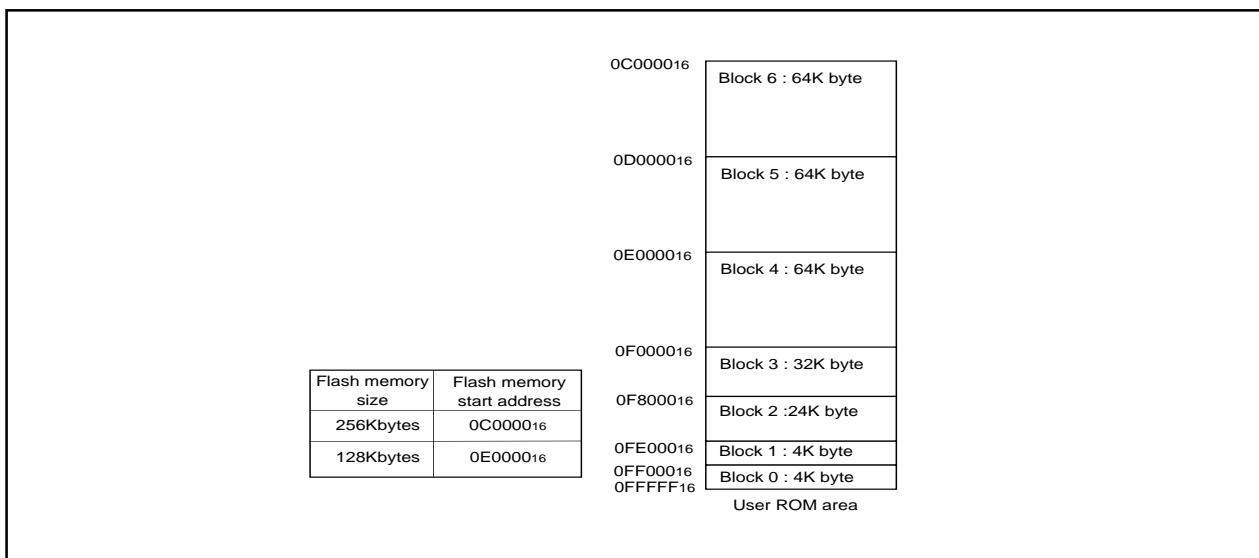 0C000016
Block 6 : 64K byte
0D000016
Block 5 : 64K byte
0E000016
Block 4 : 64K byte
0F000016
Block 3 : 32K byte
0F800016
Block 2 :24K byte
0FE00016
Block 1 : 4K byte
0FF00016
Block 0 : 4K byte
0FFFFF16
User ROM area
Flash memory size
Flash memory start address
256Kbytes 0C000016
128Kbytes 0E000016